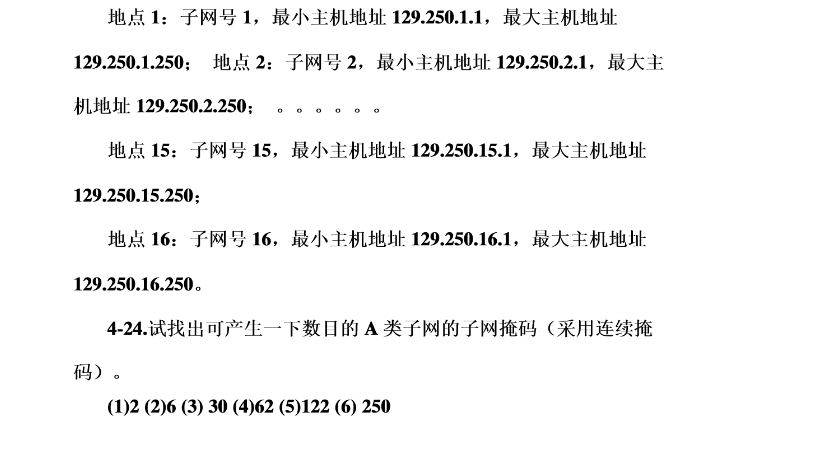 地点 1：子网号 1，最小主机地址 129.250.1.1，最大主机地址
129.250.1.250； 地点 2：子网号 2，最小主机地址 129.250.2.1，最大主
机地址 129.250.2.250； 。。。。。。
地点 15：子网号 15，最小主机地址 129.250.15.1，最大主机地址
129.250.15.250；
地点 16：子网号 16，最小主机地址 129.250.16.1，最大主机地址
129.250.16.250。
4-24.试找出可产生一下数目的 A 类子网的子网掩码（采用连续掩
码）。
(1)2 (2)6 (3) 30 (4)62 (5)122 (6) 250